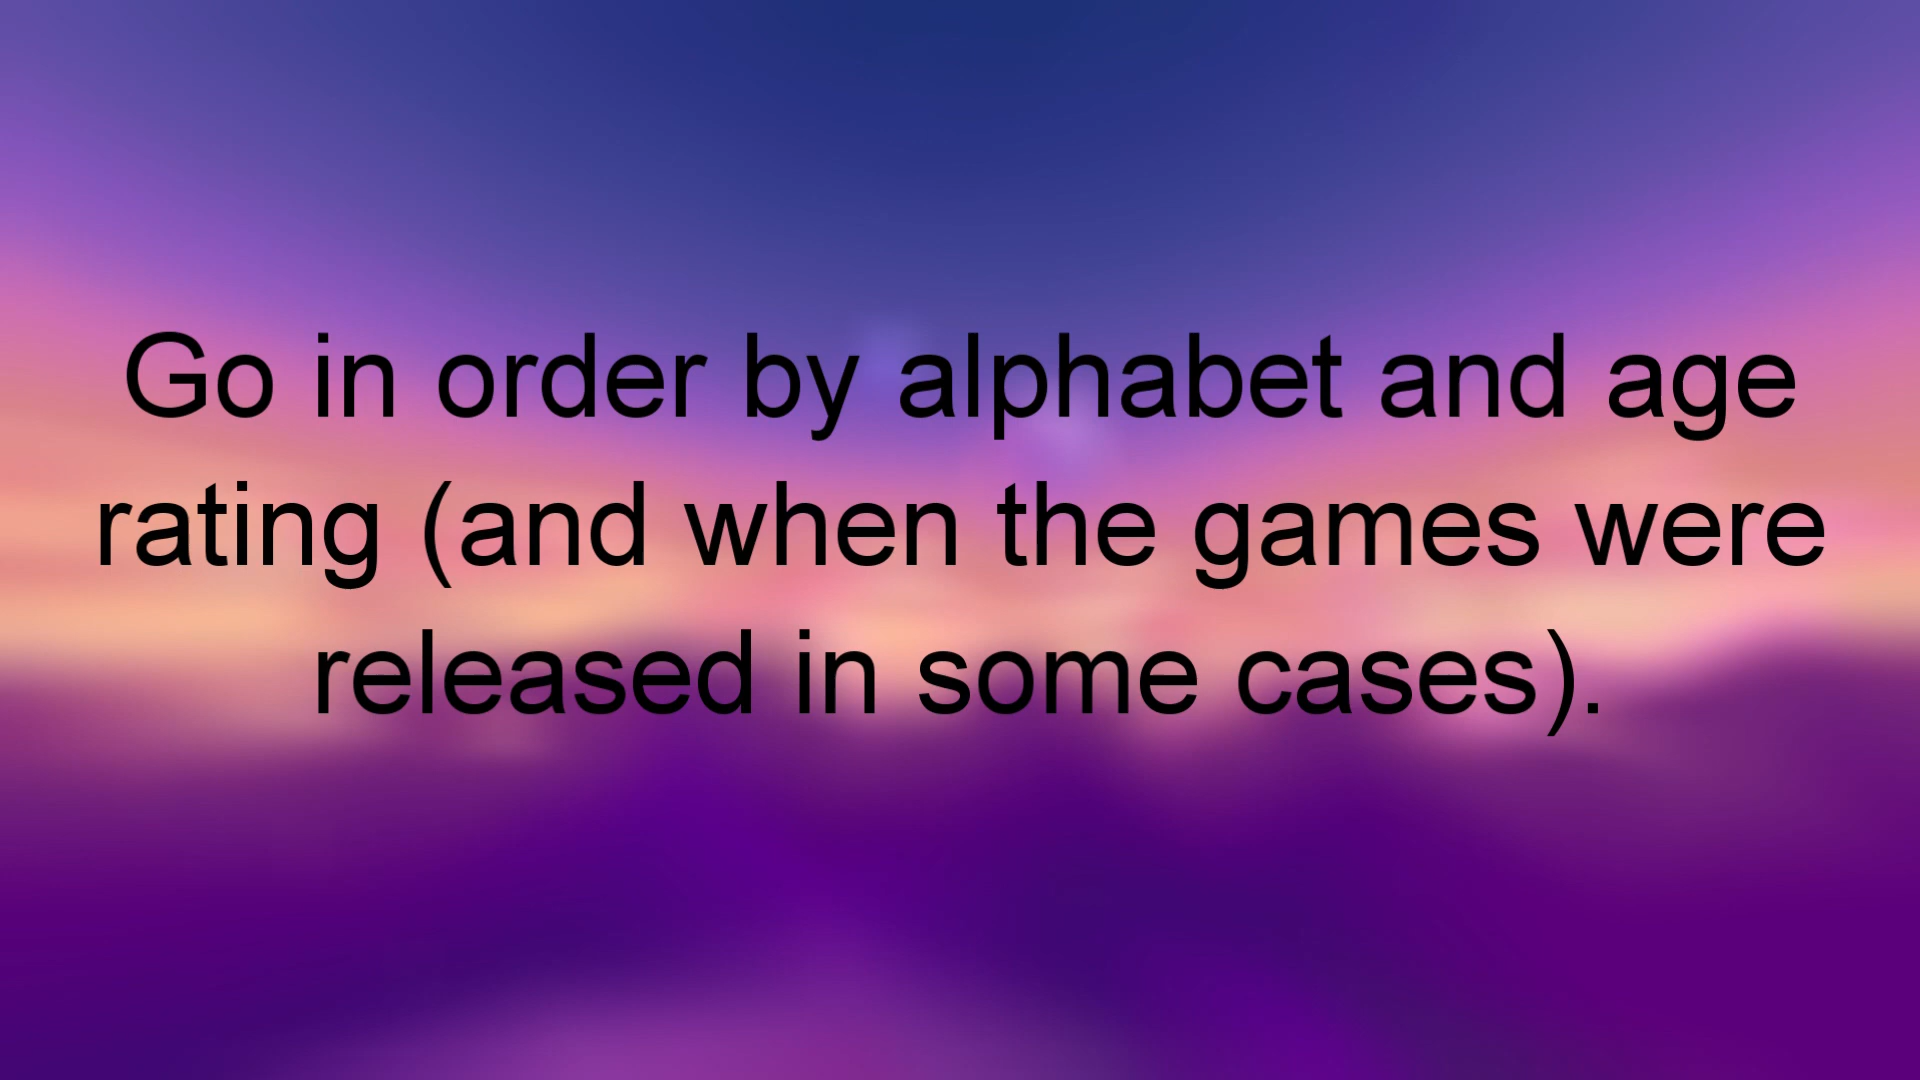 Go in order by alphabet and age
rating (and when the games were
released in some cases).